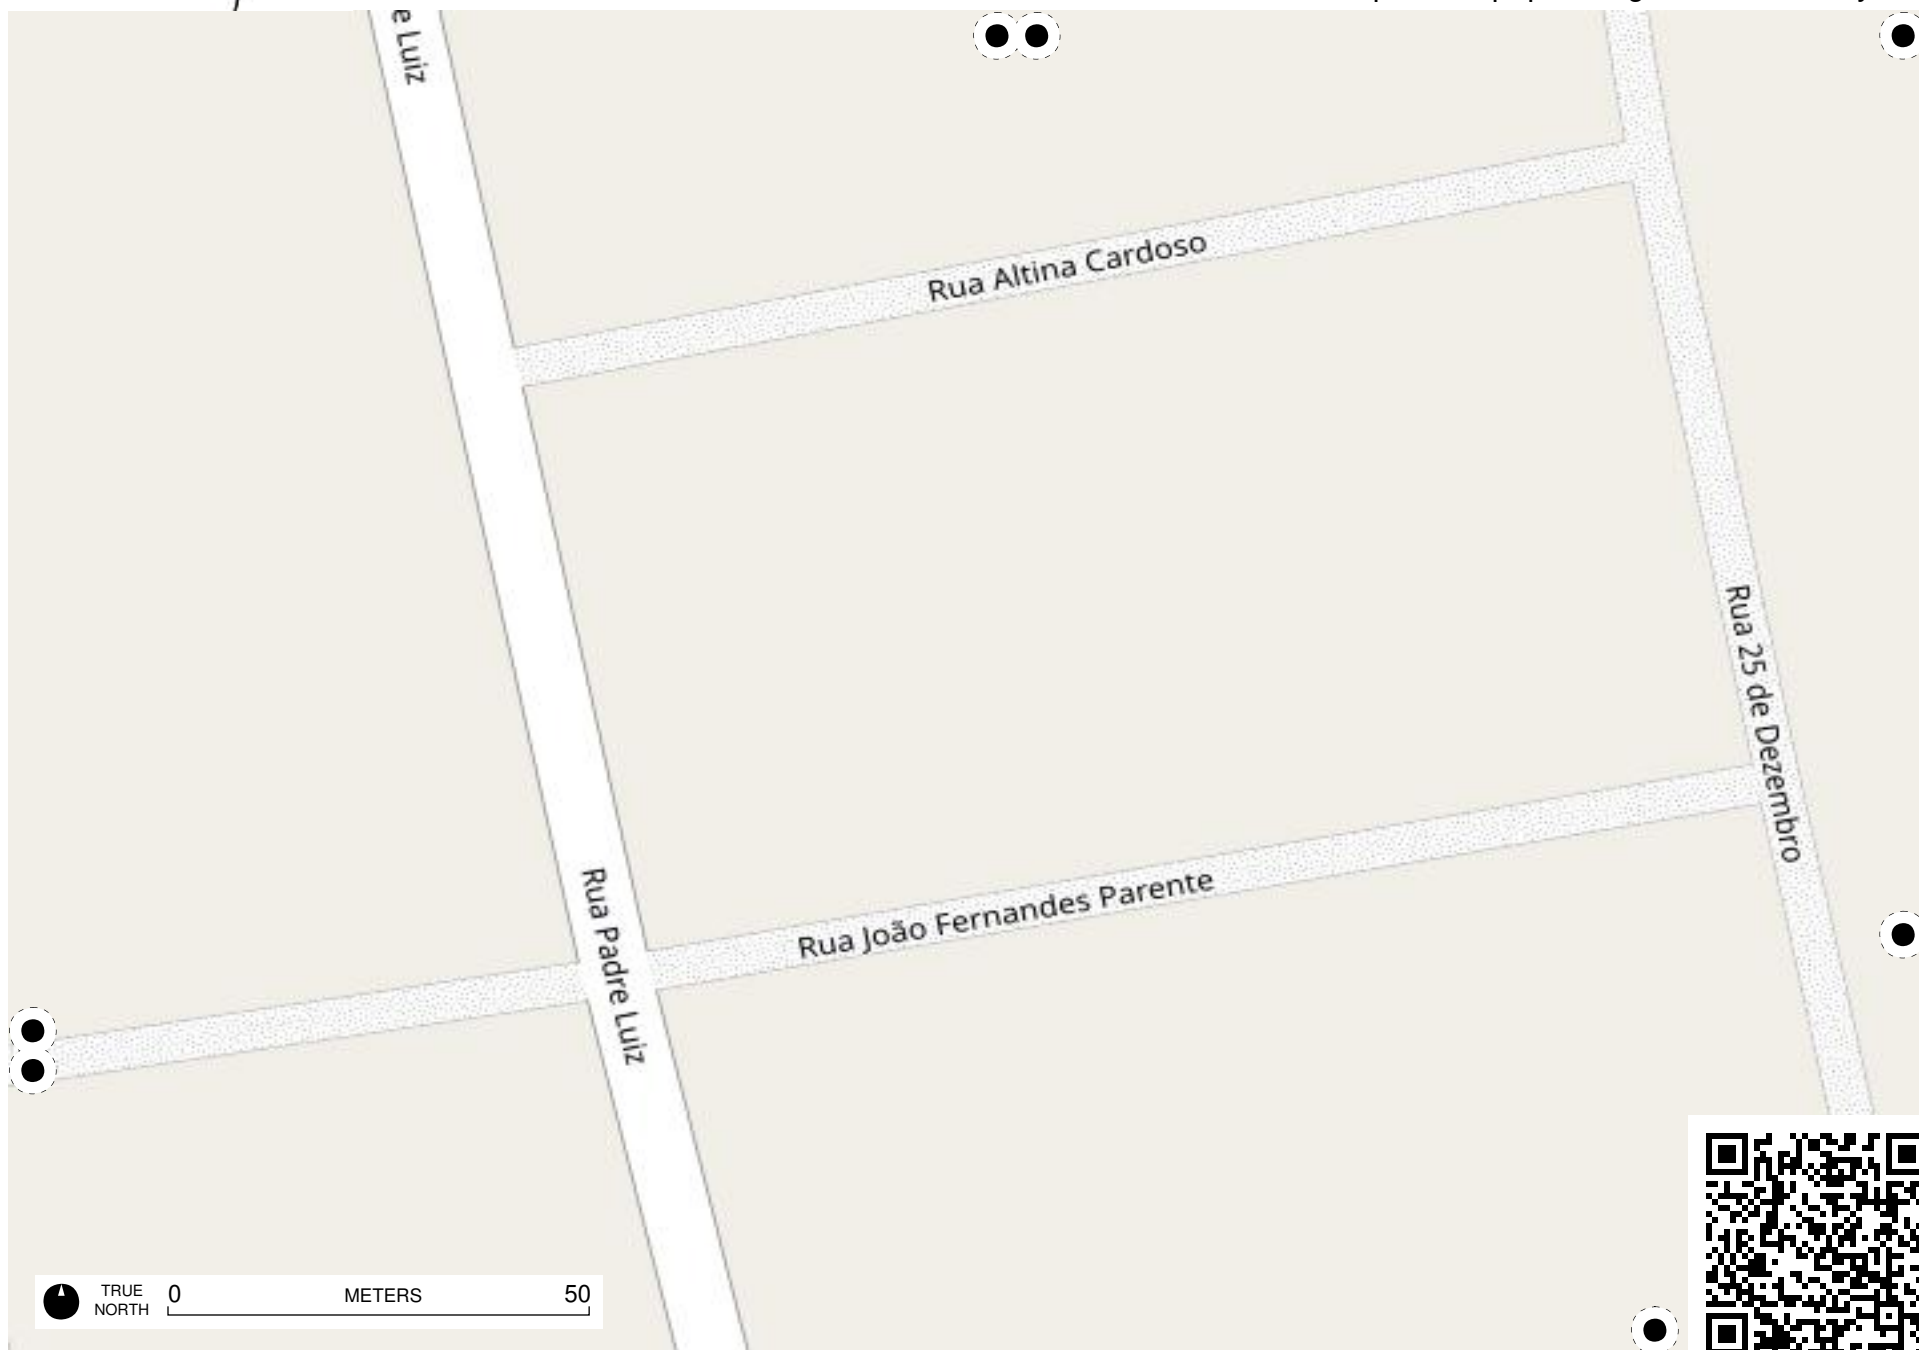 e Luiz
Rua Altina Cardoso
Rua 25 de Dezembro
Rua João Fernandes Parente
Rua Padre Luiz
TRUE
NORTH
0 METERS 50